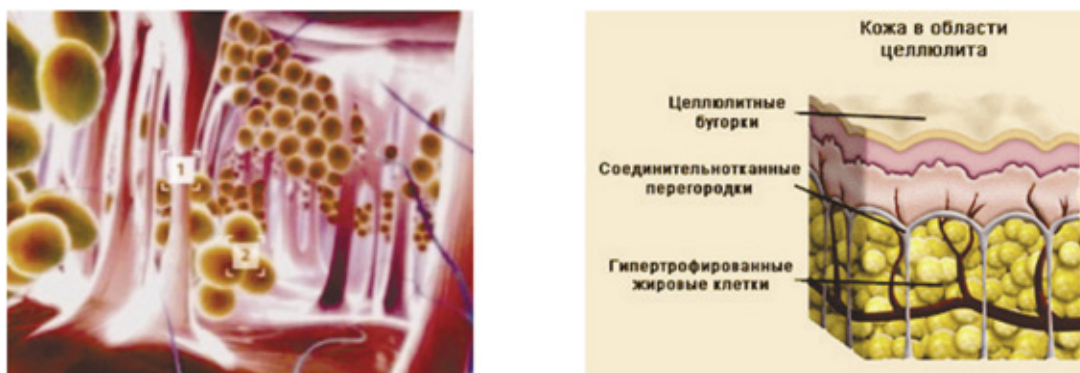 1
2
Кожа в области
целлюлита
Целлюлитные
бугорки
Соединительнотканные
перегородки
Гипертрофированные
жировые клетки